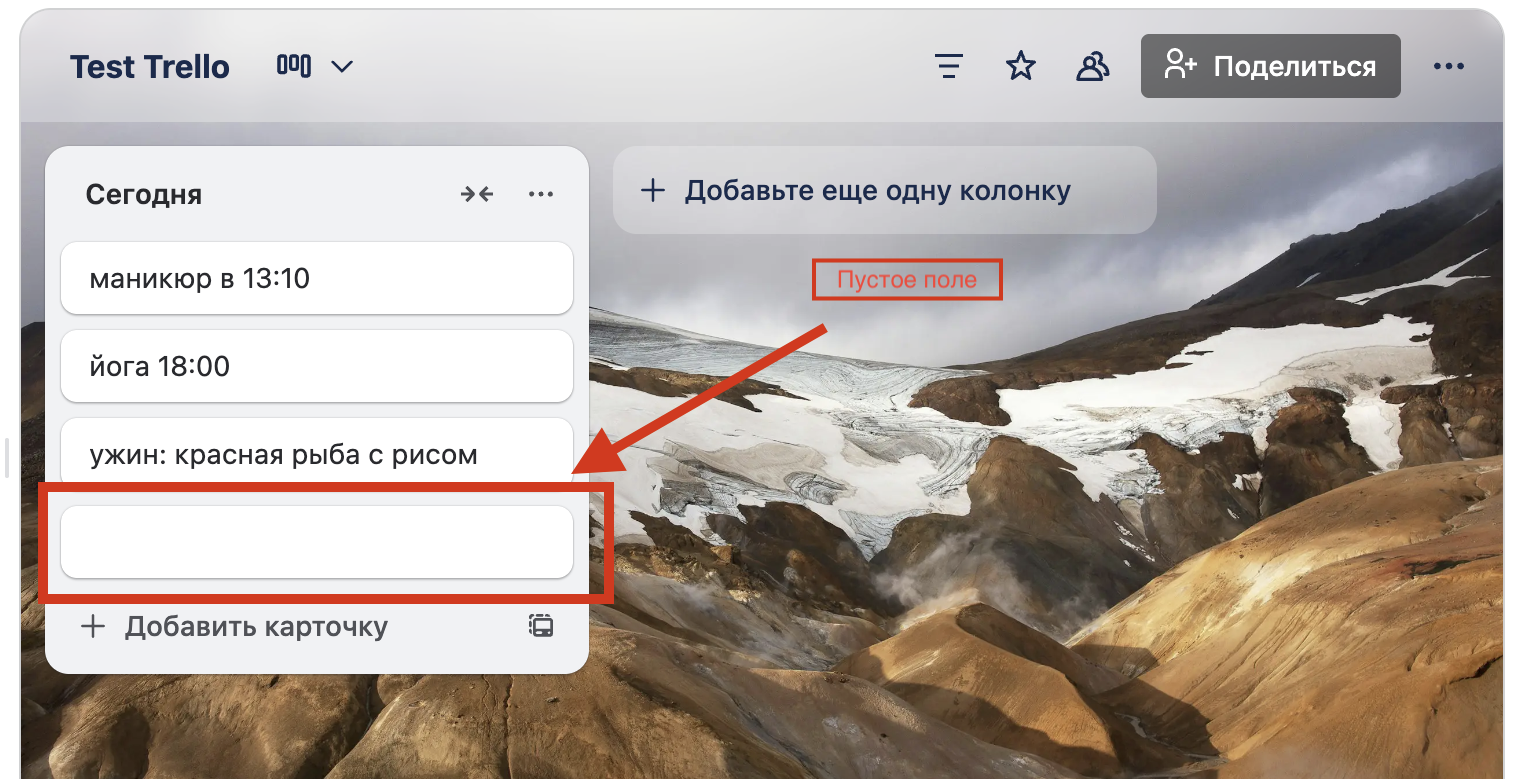 Test Trello
Поделиться
Сегодня
Добавьте еще одну колонку
маникюр в 13:10
Пустое поле
йога 18:00
ужин: красная рыба с рисом
Добавить карточку